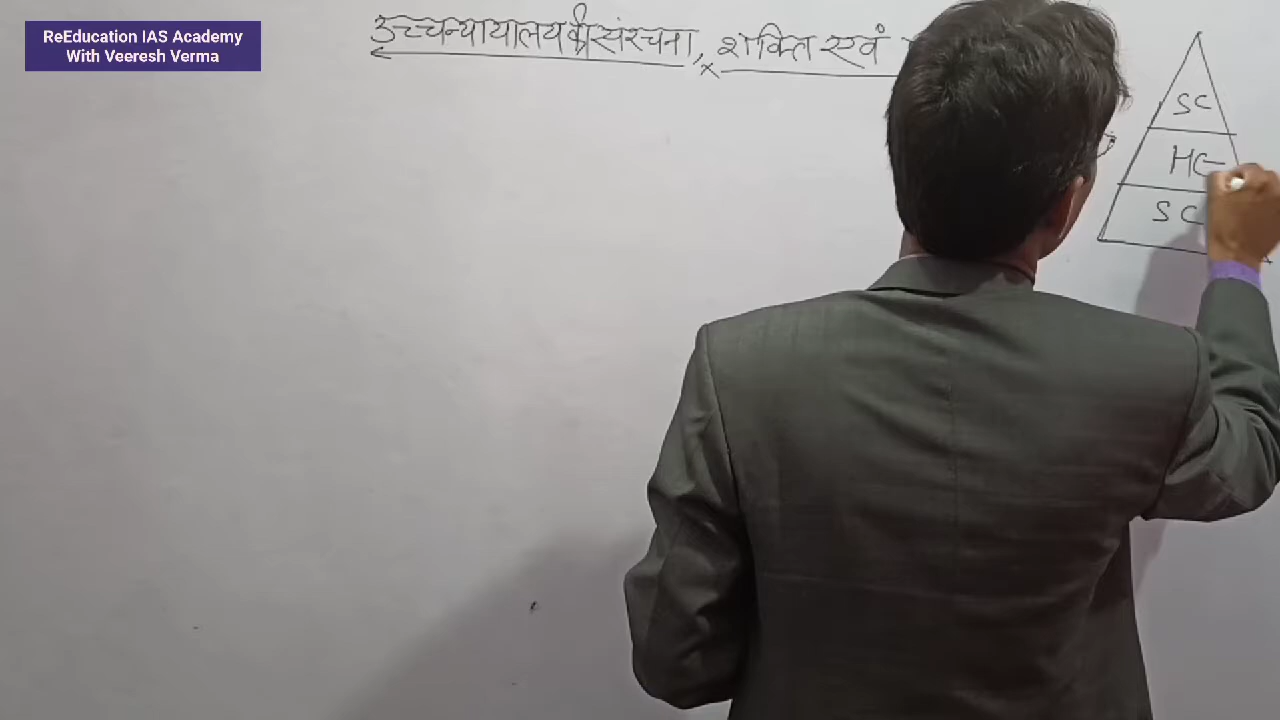 ReEducation IAS Academy
With Veeresh Verma
उच्चन्यायालय की संरचना, शक्ति एवं
SC
HC
SC